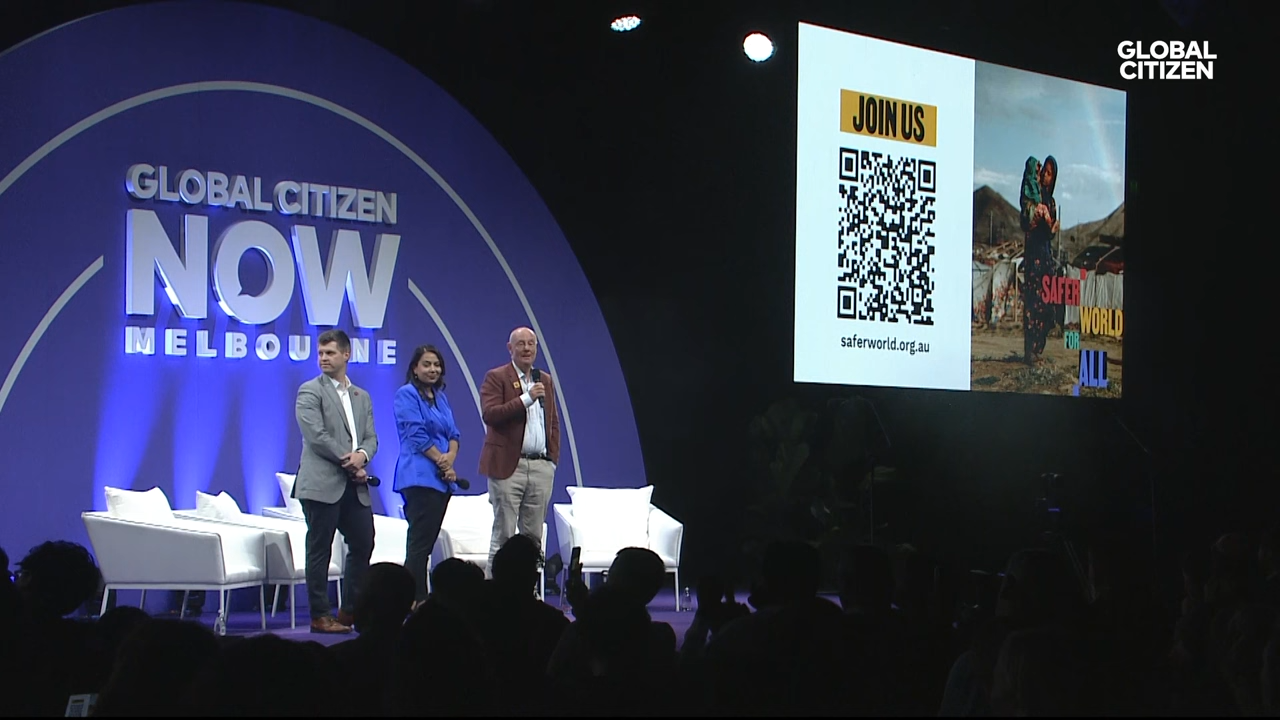 GLOBAL CITIZEN
NOW
MELBOURNE
JOIN US
saferworld.org.au
SAFER
WORLD
FOR
ALL
GLOBAL
CITIZEN